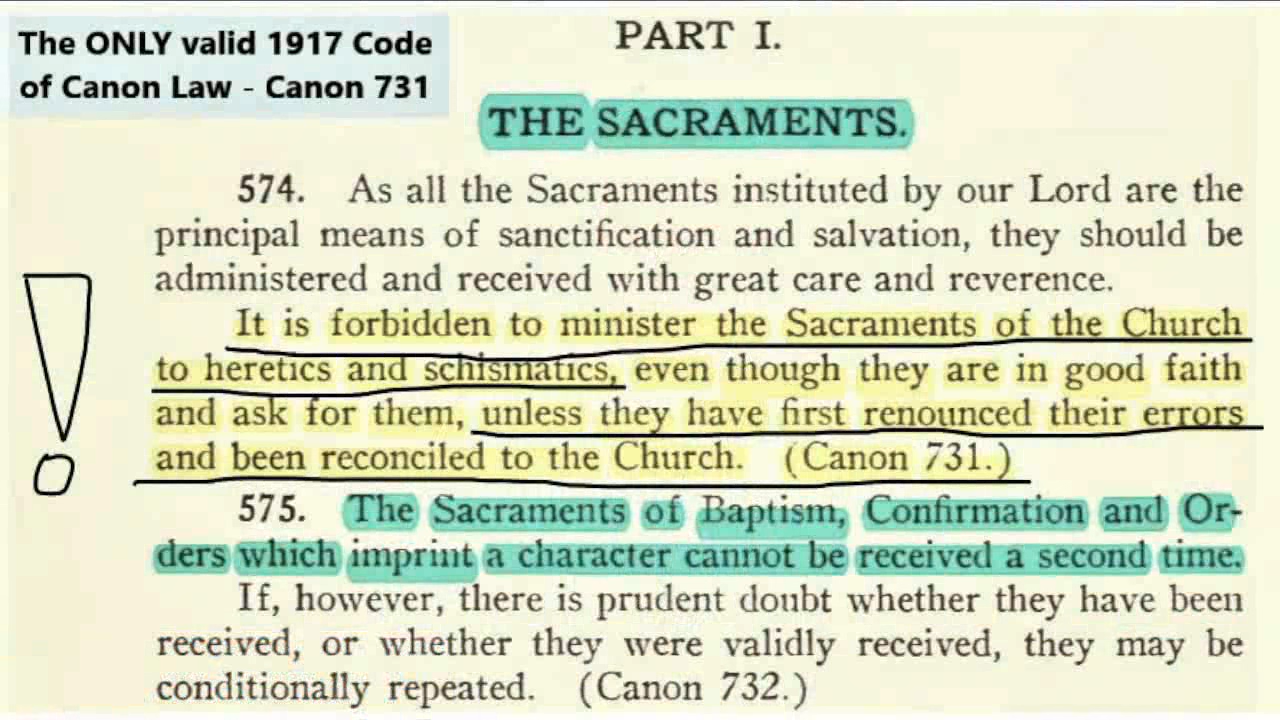 The ONLY valid 1917 Code
of Canon Law - Canon 731
PART I.
THE SACRAMENTS.
574. As all the Sacraments instituted by our Lord are the
principal means of sanctification and salvation, they should be
administered and received with great care and reverence.
It is forbidden to minister the Sacraments of the Church
to heretics and schismatics, even though they are in good faith
and ask for them, unless they have first renounced their errors
and been reconciled to the Church. (Canon 731.)
575. The Sacraments of Baptism, Confirmation and Or-
ders which imprint a character cannot be received a second time.
If, however, there is prudent doubt whether they have been
received, or whether they were validly received, they may be
conditionally repeated. (Canon 732.)